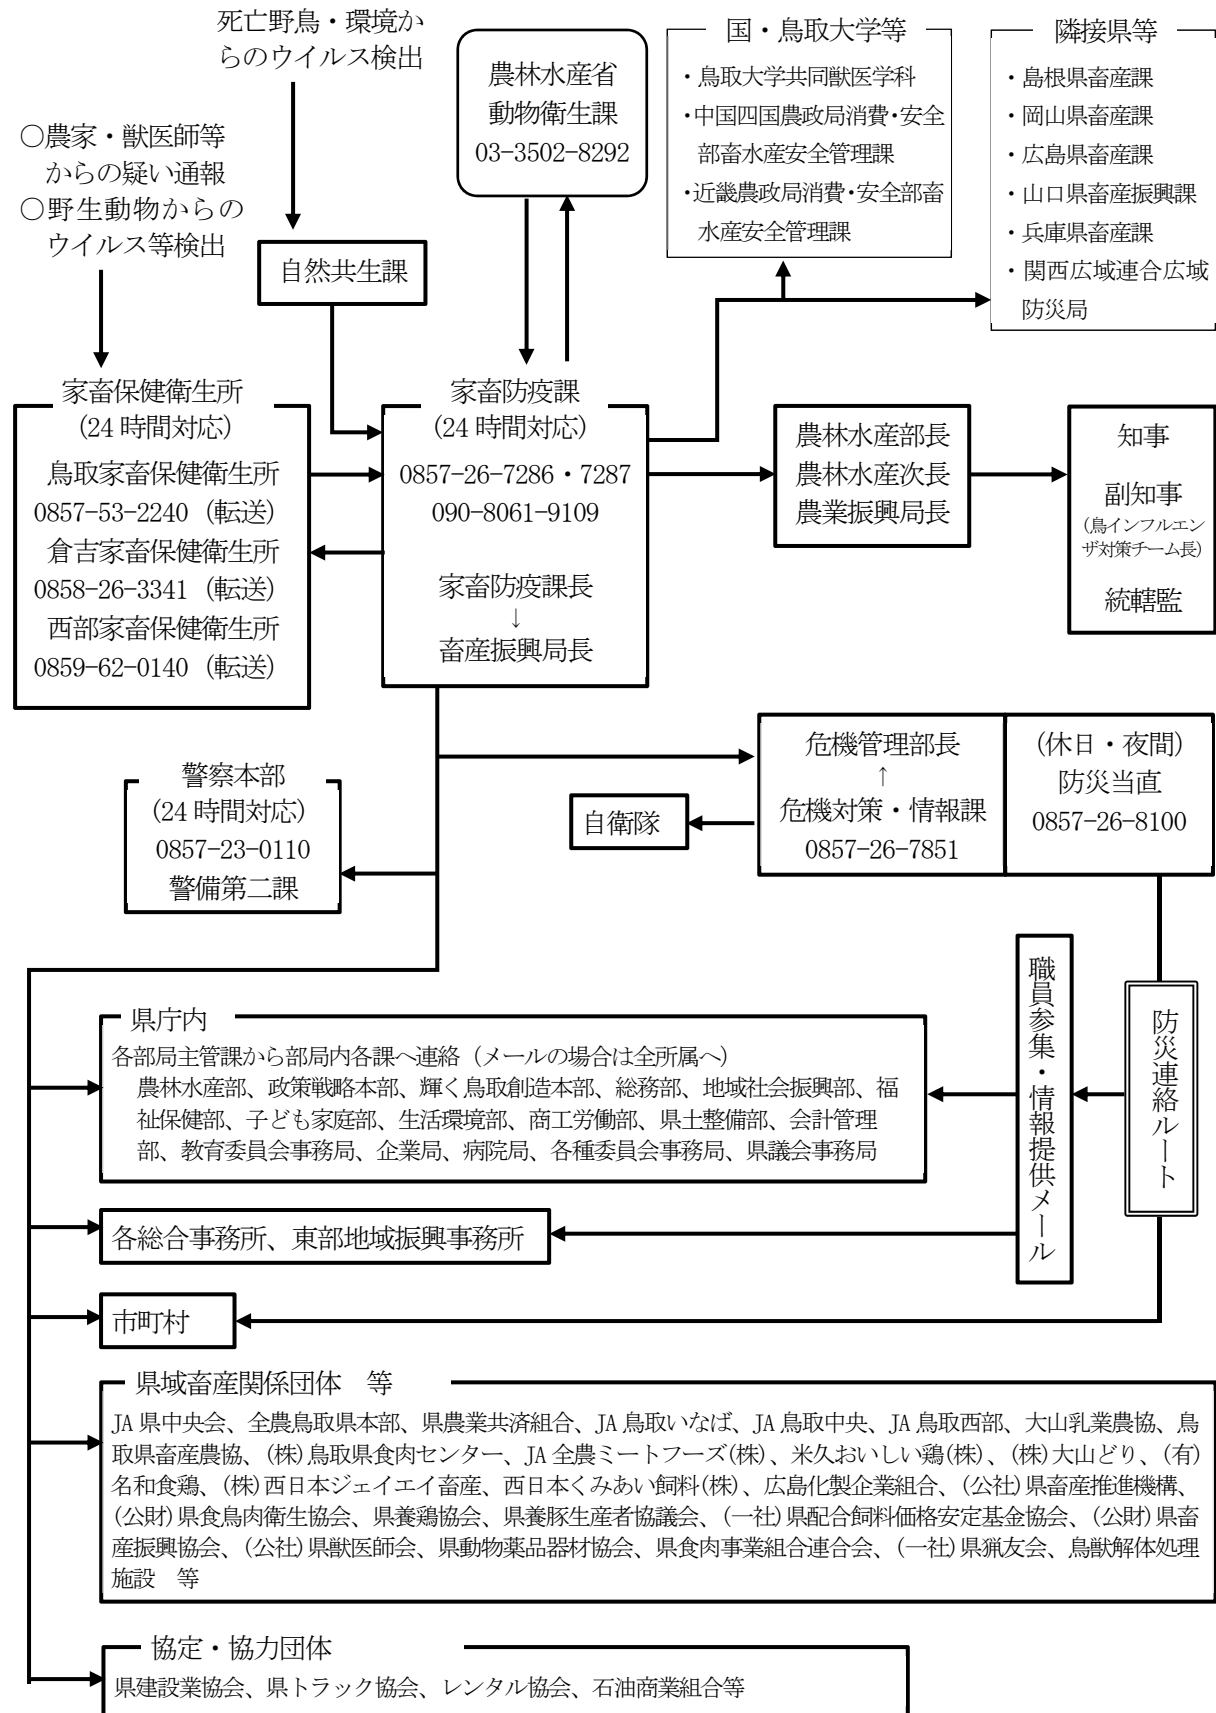 死亡野鳥・環境か
らのウイルス検出
○農家・獣医師等
からの疑い通報
○野生動物からの
ウイルス等検出
自然共生課
農林水産省
動物衛生課
03-3502-8292
国・鳥取大学等
・鳥取大学共同獣医学科
・中国四国農政局消費・安全
部畜水産安全管理課
・近畿農政局消費・安全部畜
水産安全管理課
隣接県等
・島根県畜産課
・岡山県畜産課
・広島県畜産課
・山口県畜産振興課
・兵庫県畜産課
・関西広域連合広域
防災局
家畜保健衛生所
(24 時間対応)
鳥取家畜保健衛生所
0857-53-2240 (転送)
倉吉家畜保健衛生所
0858-26-3341 (転送)
西部家畜保健衛生所
0859-62-0140 (転送)
家畜防疫課
(24 時間対応)
0857-26-7286・7287
090-8061-9109
家畜防疫課長
↓
畜産振興局長
農林水産部長
農林水産次長
農業振興局長
知事
副知事
(鳥インフルエン
ザ対策チーム長)
統轄監
警察本部
(24 時間対応)
0857-23-0110
警備第二課
自衛隊
危機管理部長
↑
危機対策・情報課
0857-26-7851
(休日・夜間)
防災当直
0857-26-8100
職員参集・情報提供メール
防災連絡ルート
県庁内
各部局主管課から部局内各課へ連絡（メールの場合は全所属へ）
農林水産部、政策戦略本部、輝く鳥取創造本部、総務部、地域社会振興部、福
祉保健部、子ども家庭部、生活環境部、商工労働部、県土整備部、会計管理
部、教育委員会事務局、企業局、病院局、各種委員会事務局、県議会事務局
各総合事務所、東部地域振興事務所
市町村
県域畜産関係団体　等
JA 県中央会、全農鳥取県本部、県農業共済組合、JA 鳥取いなば、JA 鳥取中央、JA 鳥取西部、大山乳業農協、鳥
取県畜産農協、(株)鳥取県食肉センター、JA 全農ミートフーズ(株)、米久おいしい鶏(株)、(株)大山どり、(有)
名和食鶏、(株)西日本ジェイエイ畜産、西日本くみあい飼料(株)、広島化製企業組合、(公社)県畜産推進機構、
(公財)県食鳥肉衛生協会、県養鶏協会、県養豚生産者協議会、(一社)県配合飼料価格安定基金協会、(公財)県畜
産振興協会、(公社)県獣医師会、県動物薬品器材協会、県食肉事業組合連合会、(一社)県猟友会、鳥獣解体処理
施設　等
協定・協力団体
県建設業協会、県トラック協会、レンタル協会、石油商業組合等